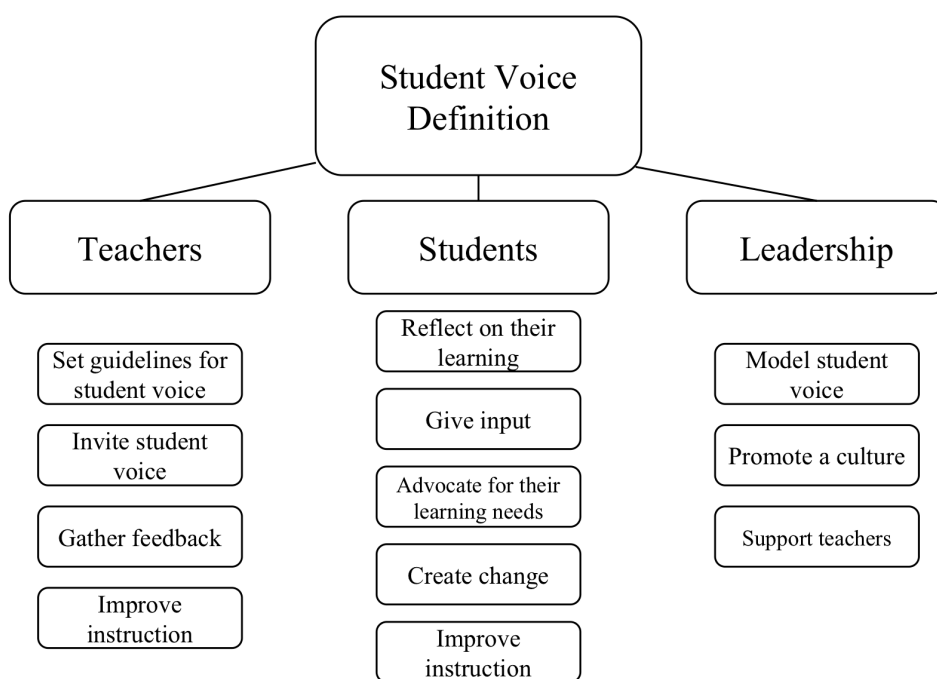 Student Voice
Definition
Teachers
Students
Leadership
Set guidelines for
student voice
Invite student
voice
Gather feedback
Improve
instruction
Reflect on their
learning
Give input
Advocate for their
learning needs
Create change
Improve
instruction
Model student
voice
Promote a culture
Support teachers